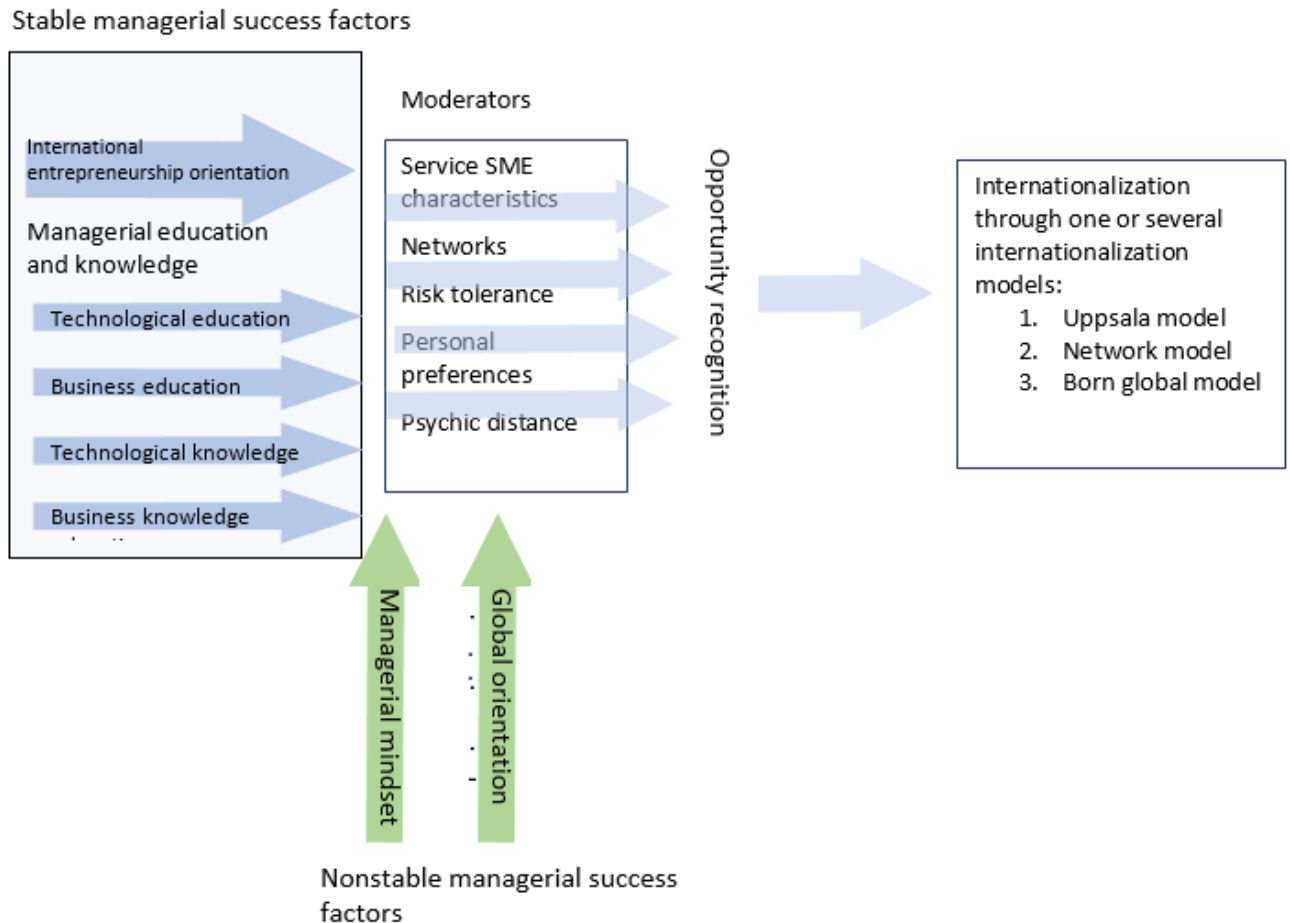 Stable managerial success factors
International
entrepreneurship orientation
Managerial education
and knowledge
Technological education
Business education
Technological knowledge
Business knowledge
Moderators
Service SME
characteristics
Networks
Risk tolerance
Personal
preferences
Psychic distance
Opportunity recognition
Internationalization
through one or several
internationalization
models:
1. Uppsala model
2. Network model
3. Born global model
Managerial mindset
Global orientation
Nonstable managerial success
factors